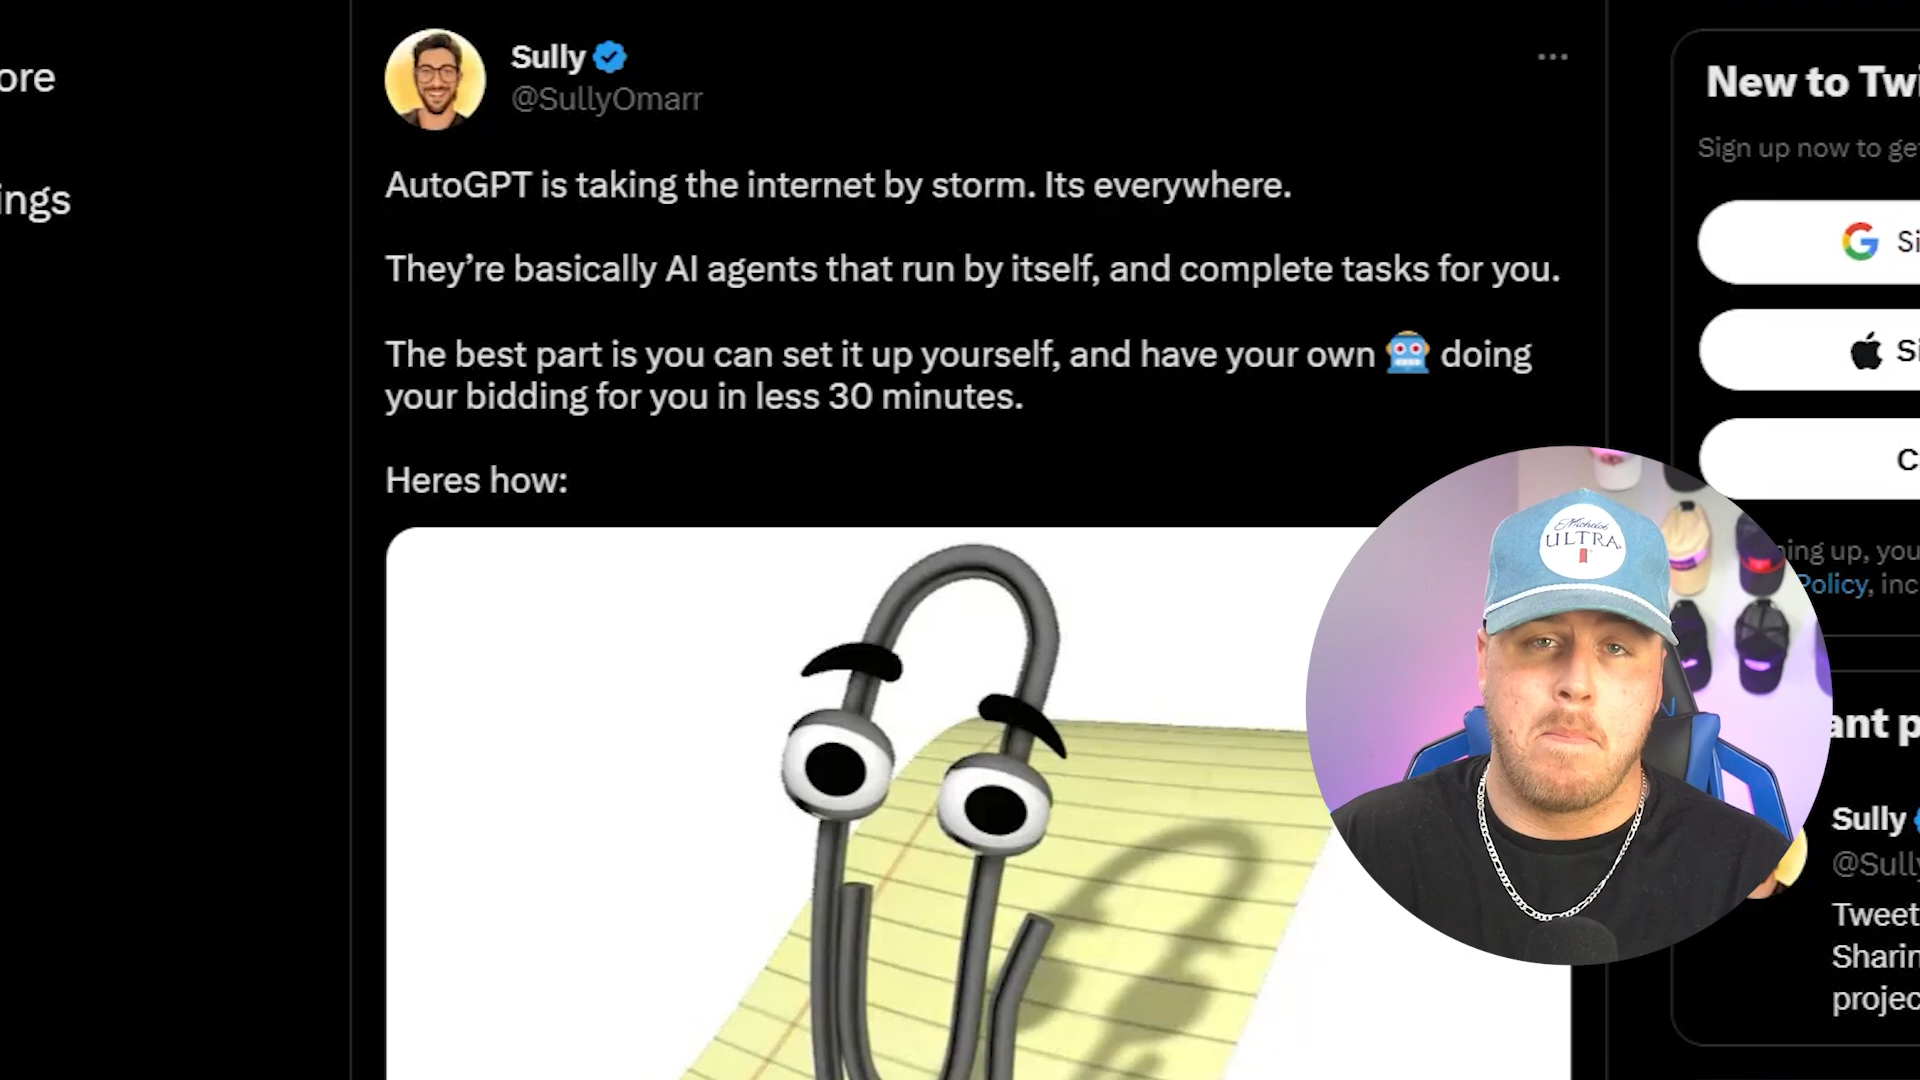 ore
ings
Sully
@SullyOmarr
AutoGPT is taking the internet by storm. Its everywhere.
They’re basically AI agents that run by itself, and complete tasks for you.
The best part is you can set it up yourself, and have your own 🤖 doing
your bidding for you in less 30 minutes.
Heres how:
Michelob
ULTRA
New to Twi
Sign up now to get
Si
Si
C
ing up, you
Policy, inc
ant p
Sully
@Sully
Tweet
Sharin
projec